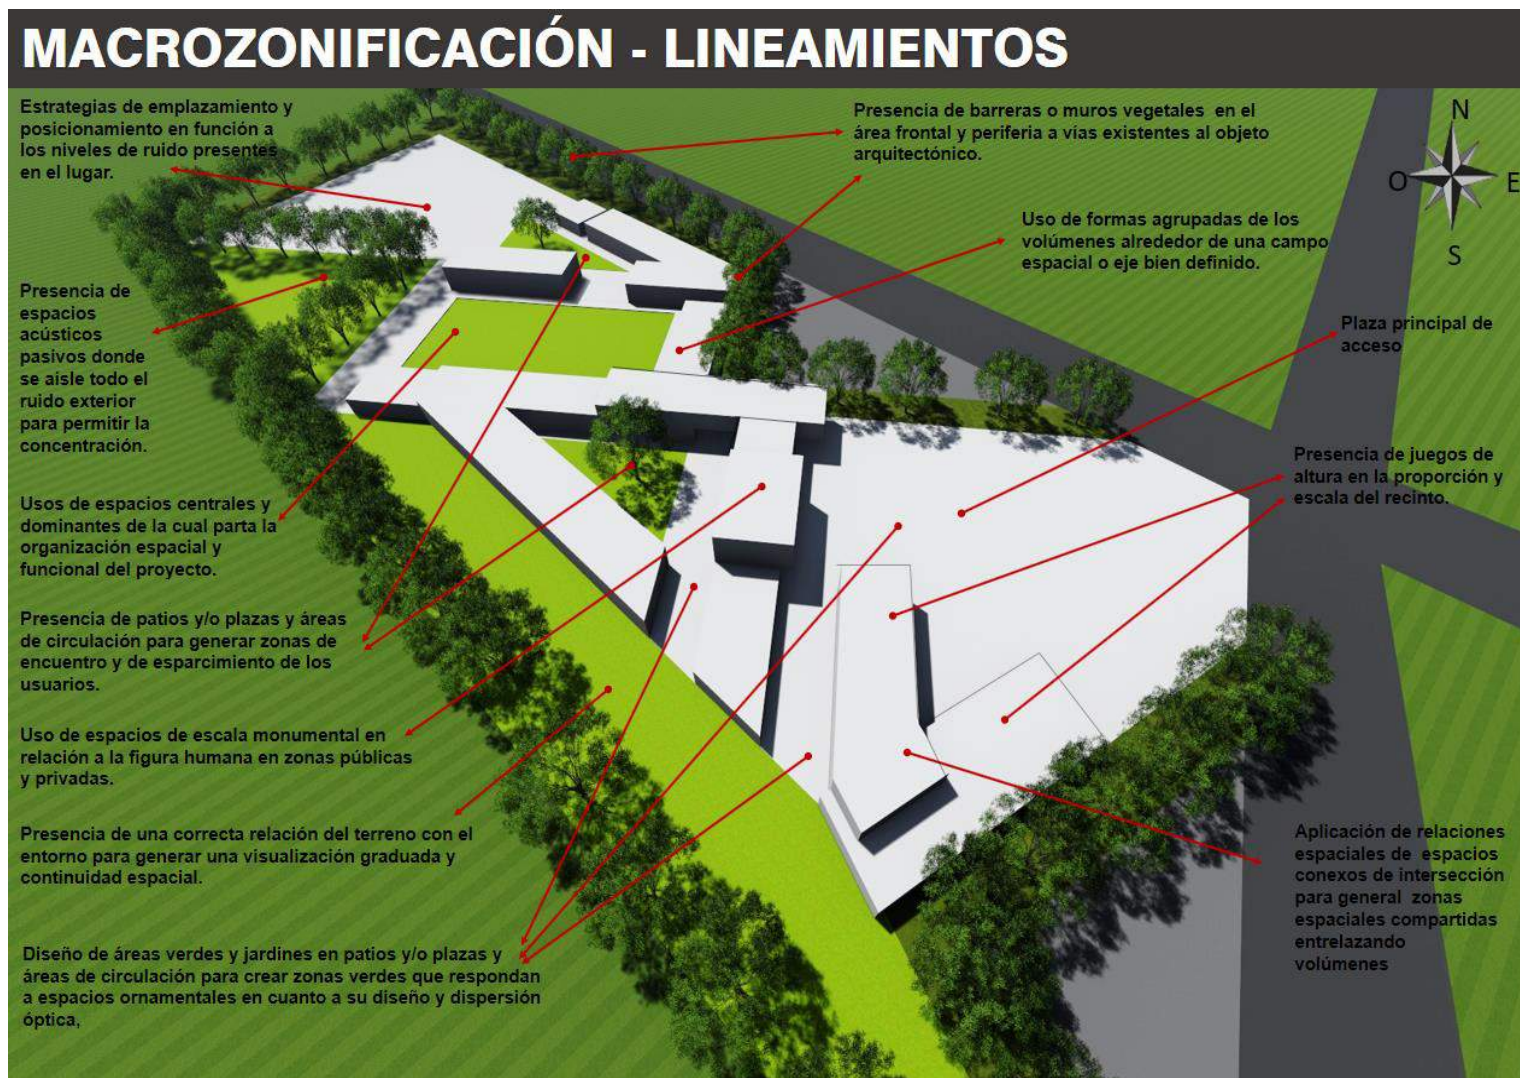 MACROZONIFICACIÓN - LINEAMIENTOS
Estrategias de emplazamiento y
posicionamiento en función a
los niveles de ruido presentes
en el lugar.
Presencia de barreras o muros vegetales en el
área frontal y periferia a vías existentes al objeto
arquitectónico.
N
O
E
S
Uso de formas agrupadas de los
volúmenes alrededor de una campo
espacial o eje bien definido.
Presencia de
espacios
acústicos
pasivos donde
se aisle todo el
ruido exterior
para permitir la
concentración.
Plaza principal de
acceso
Presencia de juegos de
altura en la proporción y
escala del recinto.
Usos de espacios centrales y
dominantes de la cual parta la
organización espacial y
funcional del proyecto.
Presencia de patios y/o plazas y áreas
de circulación para generar zonas de
encuentro y de esparcimiento de los
usuarios.
Uso de espacios de escala monumental en
relación a la figura humana en zonas públicas
y privadas.
Presencia de una correcta relación del terreno con el
entorno para generar una visualización graduada y
continuidad espacial.
Aplicación de relaciones
espaciales de espacios
conexos de intersección
para general zonas
espaciales compartidas
entrelazando
volúmenes
Diseño de áreas verdes y jardines en patios y/o plazas y
áreas de circulación para crear zonas verdes que respondan
a espacios ornamentales en cuanto a su diseño y dispersión
óptica,